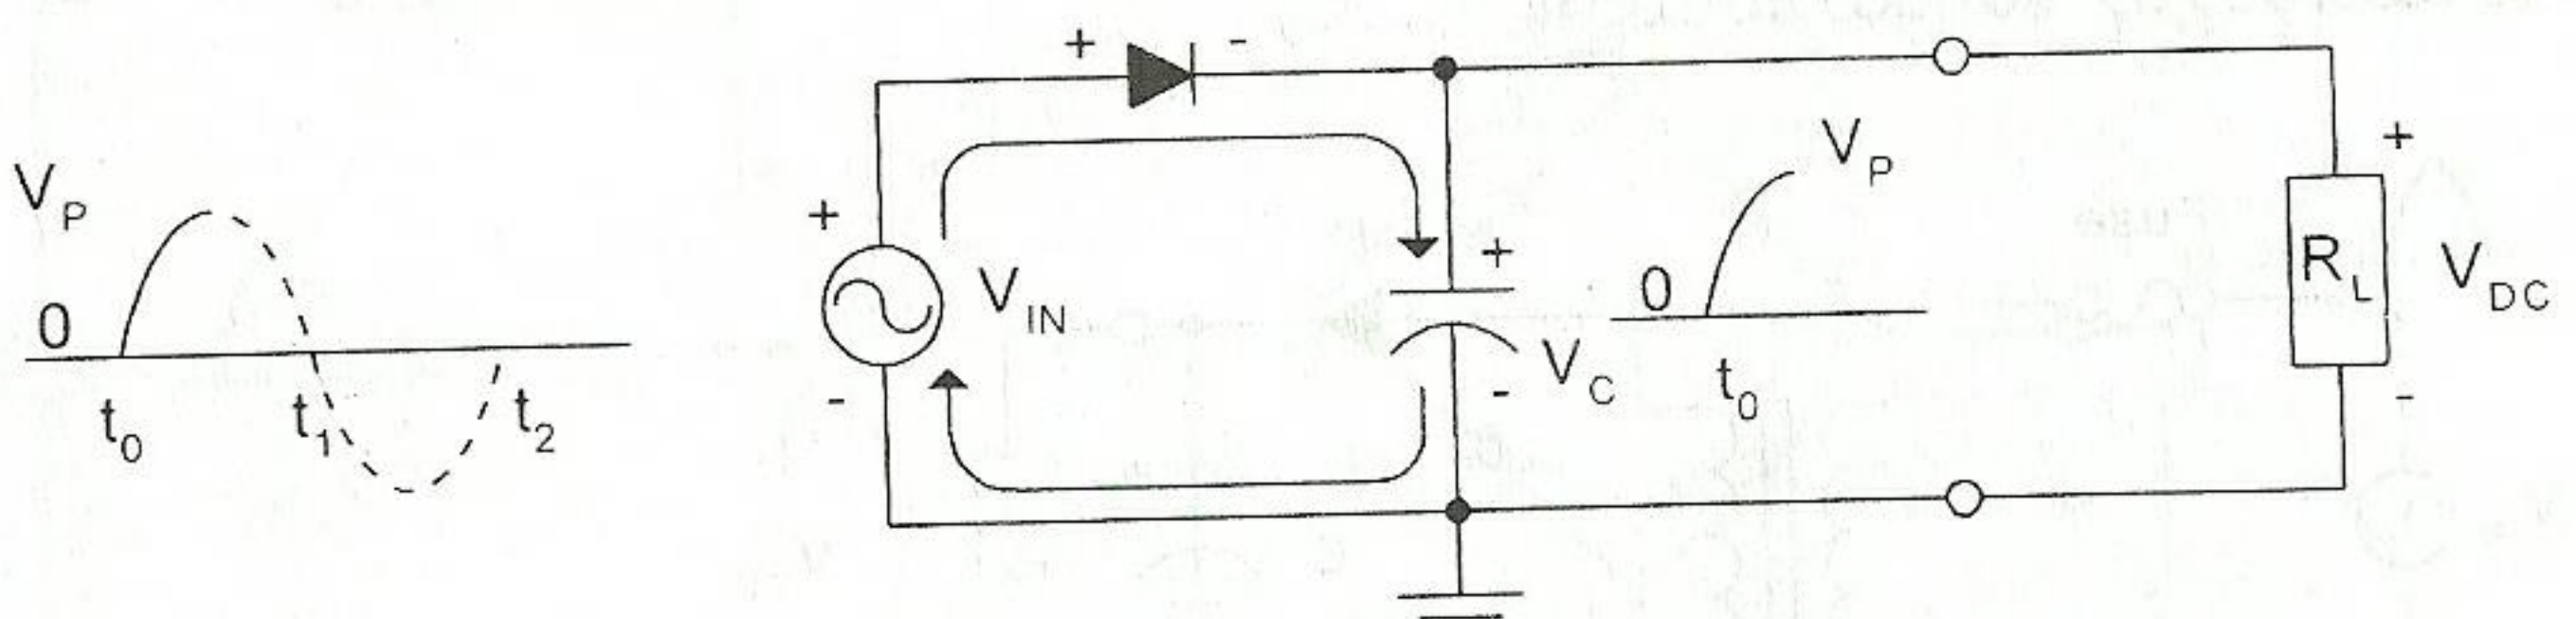 + -
V_P
0
t_0 t_1 t_2
+
V_IN
-
+
V_C
-
V_P
0
t_0
+
R_L
V_DC
-